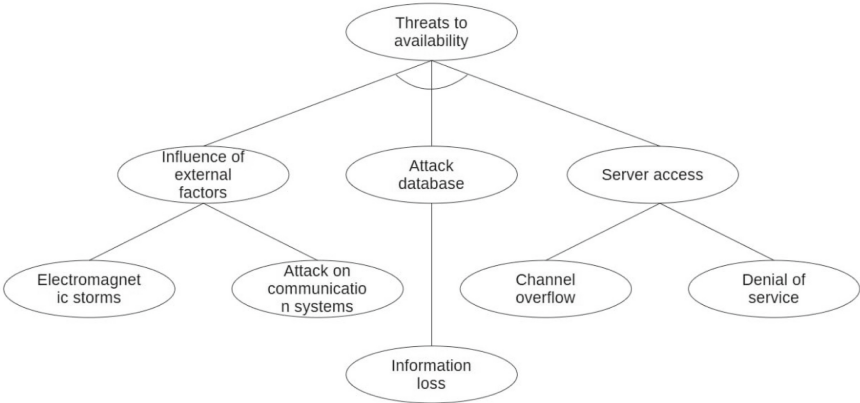 Threats to
availability
Influence of
external
factors
Attack
database
Server access
Electromagnet
ic storms
Attack on
communicatio
n systems
Channel
overflow
Denial of
service
Information
loss